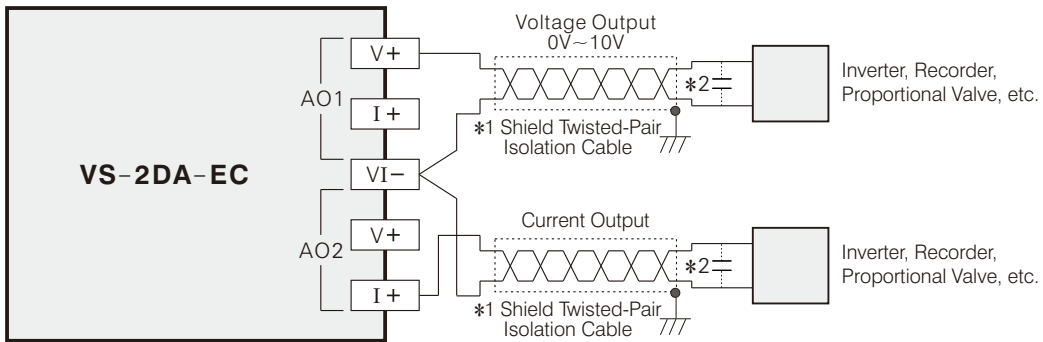 VS-2DA-EC
AO1
V+
I+
VI-
AO2
V+
I+
Voltage Output
0V~10V
*1 Shield Twisted-Pair
Isolation Cable
*2
Inverter, Recorder,
Proportional Valve, etc.
Current Output
*1 Shield Twisted-Pair
Isolation Cable
*2
Inverter, Recorder,
Proportional Valve, etc.